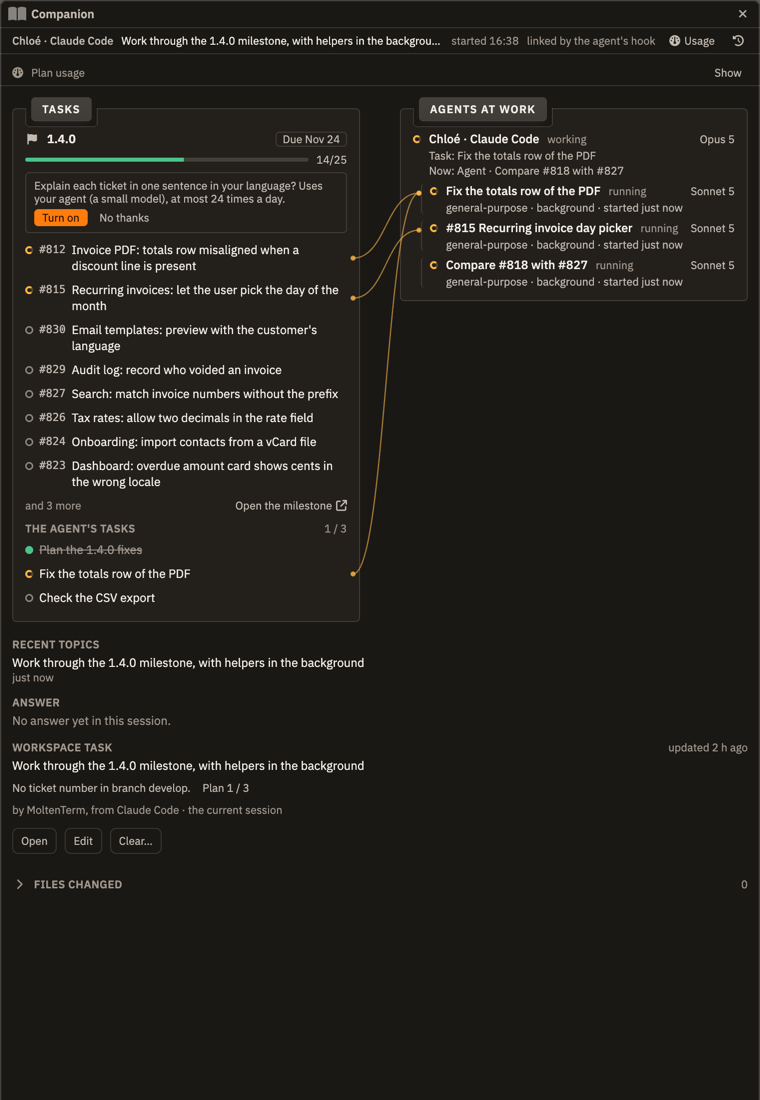 Companion
Chloé · Claude Code Work through the 1.4.0 milestone, with helpers in the backgrou... started 16:38 linked by the agent's hook Usage
Plan usage Show
TASKS
1.4.0 Due Nov 24
14/25
Explain each ticket in one sentence in your language? Uses
your agent (a small model), at most 24 times a day.
Turn on No thanks
#812 Invoice PDF: totals row misaligned when a
discount line is present
#815 Recurring invoices: let the user pick the day of the
month
#830 Email templates: preview with the customer's
language
#829 Audit log: record who voided an invoice
#827 Search: match invoice numbers without the prefix
#826 Tax rates: allow two decimals in the rate field
#824 Onboarding: import contacts from a vCard file
#823 Dashboard: overdue amount card shows cents in
the wrong locale
and 3 more Open the milestone
THE AGENT'S TASKS 1 / 3
Plan the 1.4.0 fixes
Fix the totals row of the PDF
Check the CSV export
AGENTS AT WORK
Chloé · Claude Code working Opus 5
Task: Fix the totals row of the PDF
Now: Agent · Compare #818 with #827
Fix the totals row of the PDF running Sonnet 5
general-purpose · background · started just now
#815 Recurring invoice day picker running Sonnet 5
general-purpose · background · started just now
Compare #818 with #827 running Sonnet 5
general-purpose · background · started just now
RECENT TOPICS
Work through the 1.4.0 milestone, with helpers in the background
just now
ANSWER
No answer yet in this session.
WORKSPACE TASK updated 2 h ago
Work through the 1.4.0 milestone, with helpers in the background
No ticket number in branch develop. Plan 1 / 3
by MoltenTerm, from Claude Code · the current session
Open Edit Clear...
FILES CHANGED 0